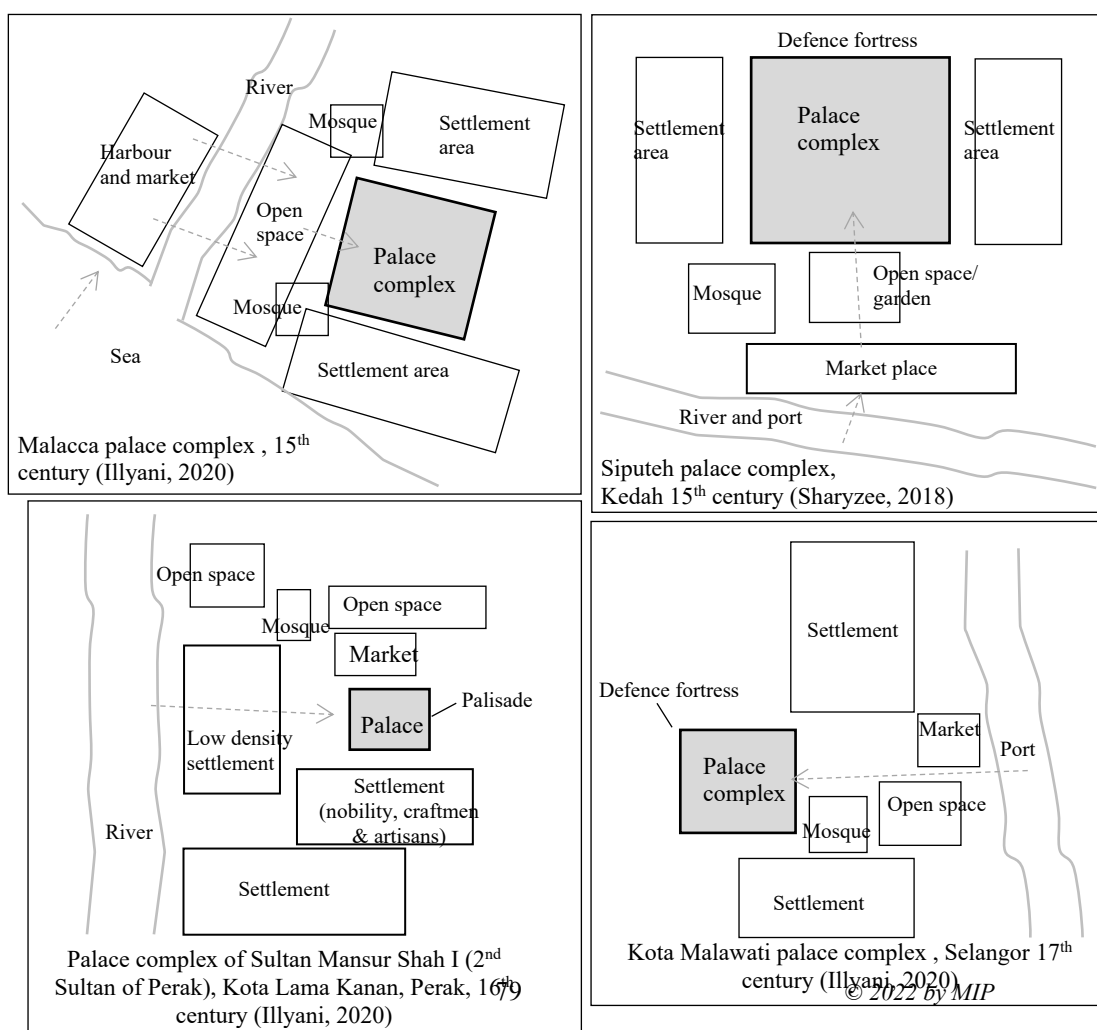 River
Mosque
Settlement
area
Harbour
and market
Open
space
Palace
complex
Mosque
Sea
Settlement area
Malacca palace complex , 15th
century (Illyani, 2020)
Defence fortress
Settlement
area
Palace
complex
Settlement
area
Mosque
Open space/
garden
Market place
River and port
Siputeh palace complex,
Kedah 15th century (Sharyzee, 2018)
Open space
Mosque
Open space
Market
Palisade
Palace
Low density
settlement
Settlement
(nobility, craftmen
& artisans)
River
Settlement
Palace complex of Sultan Mansur Shah I (2nd
Sultan of Perak), Kota Lama Kanan, Perak, 16th
century (Illyani, 2020)
Settlement
Defence fortress
Market
Port
Palace
complex
Open space
Mosque
Settlement
Kota Malawati palace complex , Selangor 17th
century (Illyani, 2020)
79
© 2022 by MIP